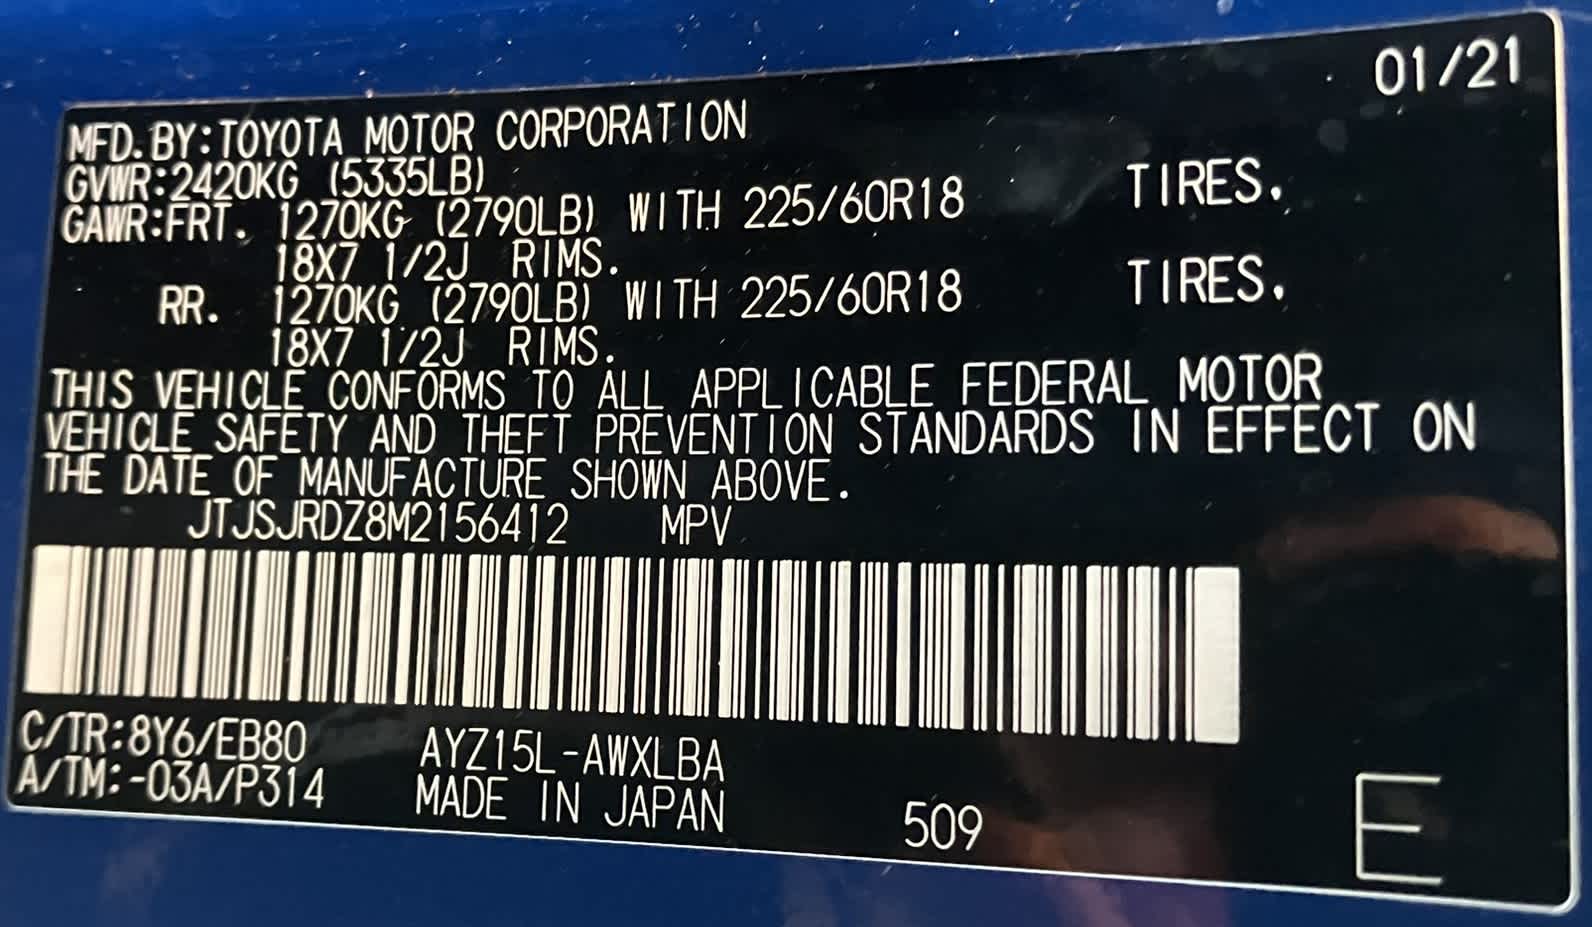 01/21
MFD.BY:TOYOTA MOTOR CORPORATION
GVWR:2420KG (5335LB)
GAWR:FRT. 1270KG (2790LB) WITH 225/60R18 TIRES.
18X7 1/2J RIMS.
RR. 1270KG (2790LB) WITH 225/60R18 TIRES.
18X7 1/2J RIMS.
THIS VEHICLE CONFORMS TO ALL APPLICABLE FEDERAL MOTOR
VEHICLE SAFETY AND THEFT PREVENTION STANDARDS IN EFFECT ON
THE DATE OF MANUFACTURE SHOWN ABOVE.
JTJSJRDZ8M2156412 MPV
C/TR:8Y6/EB80 AYZ15L-AWXLBA
A/TM:-03A/P314 MADE IN JAPAN 509 E